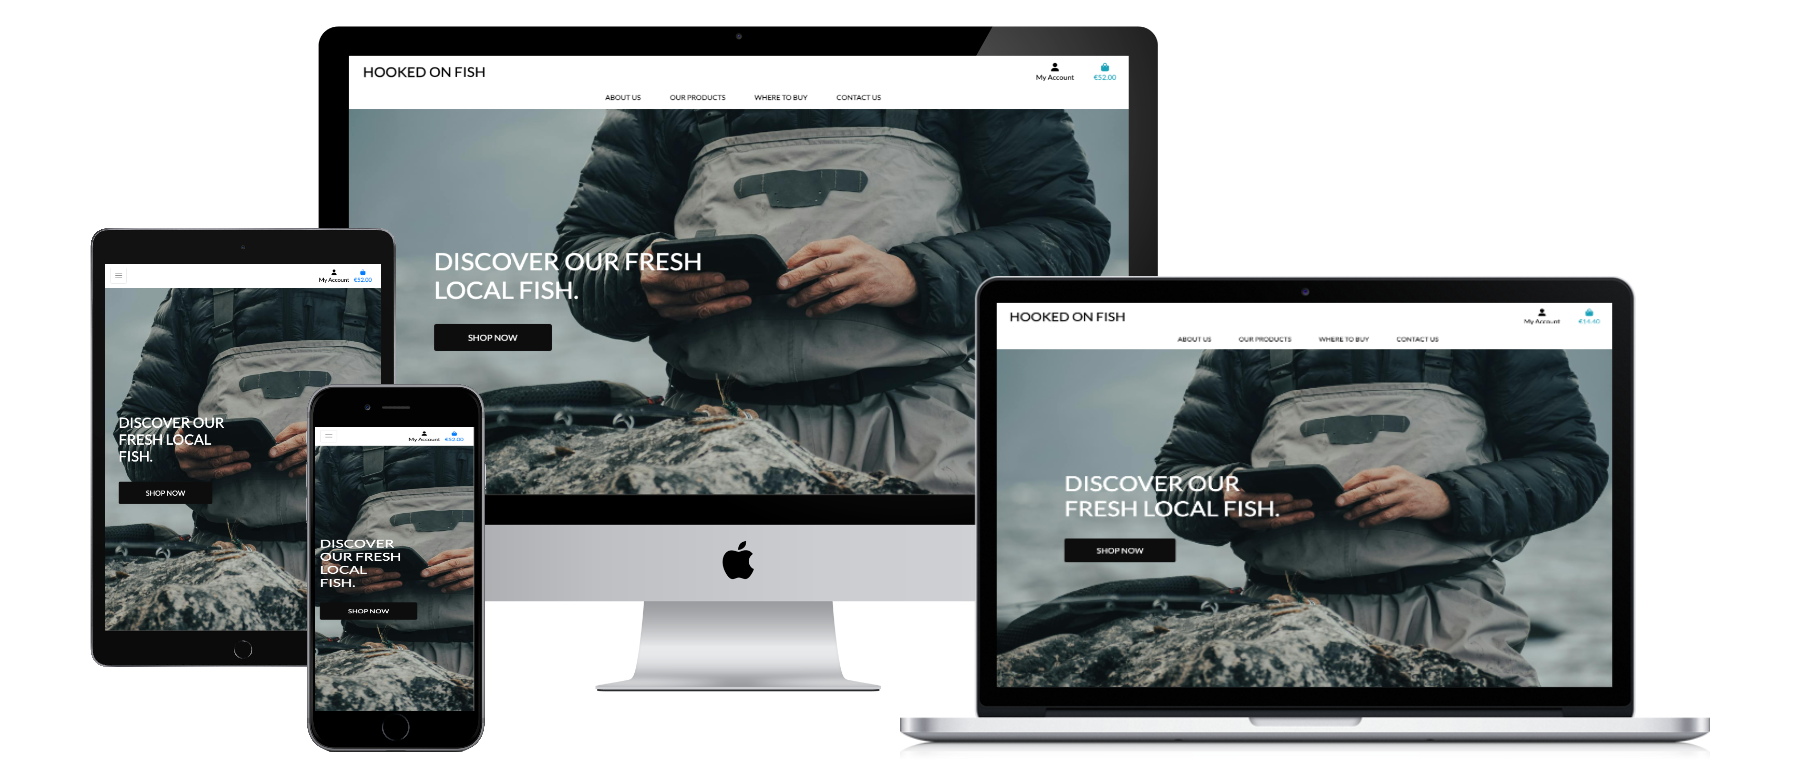 HOOKED ON FISH
My Account
€52.00
ABOUT US
OUR PRODUCTS
WHERE TO BUY
CONTACT US
DISCOVER OUR FRESH
LOCAL FISH.
SHOP NOW
My Account
€52.00
DISCOVER OUR
FRESH LOCAL
FISH.
SHOP NOW
My Account
€52.00
DISCOVER
OUR FRESH
LOCAL
FISH.
SHOP NOW
HOOKED ON FISH
My Account
€14.40
ABOUT US
OUR PRODUCTS
WHERE TO BUY
CONTACT US
DISCOVER OUR
FRESH LOCAL FISH.
SHOP NOW